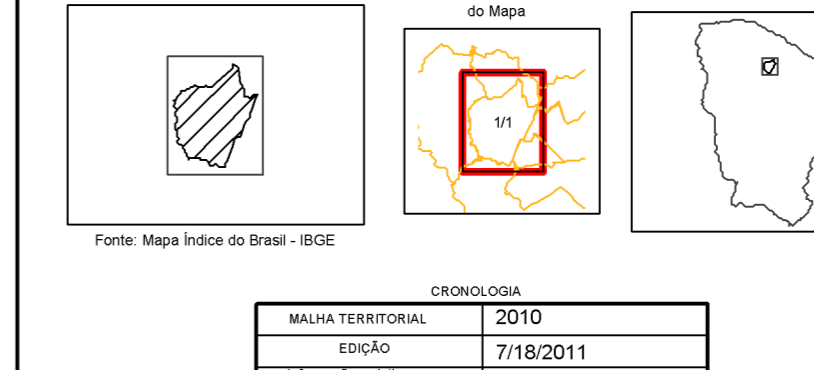 do Mapa
1/1
Fonte: Mapa Índice do Brasil - IBGE
CRONOLOGIA
MALHA TERRITORIAL 2010
EDIÇÃO 7/18/2011